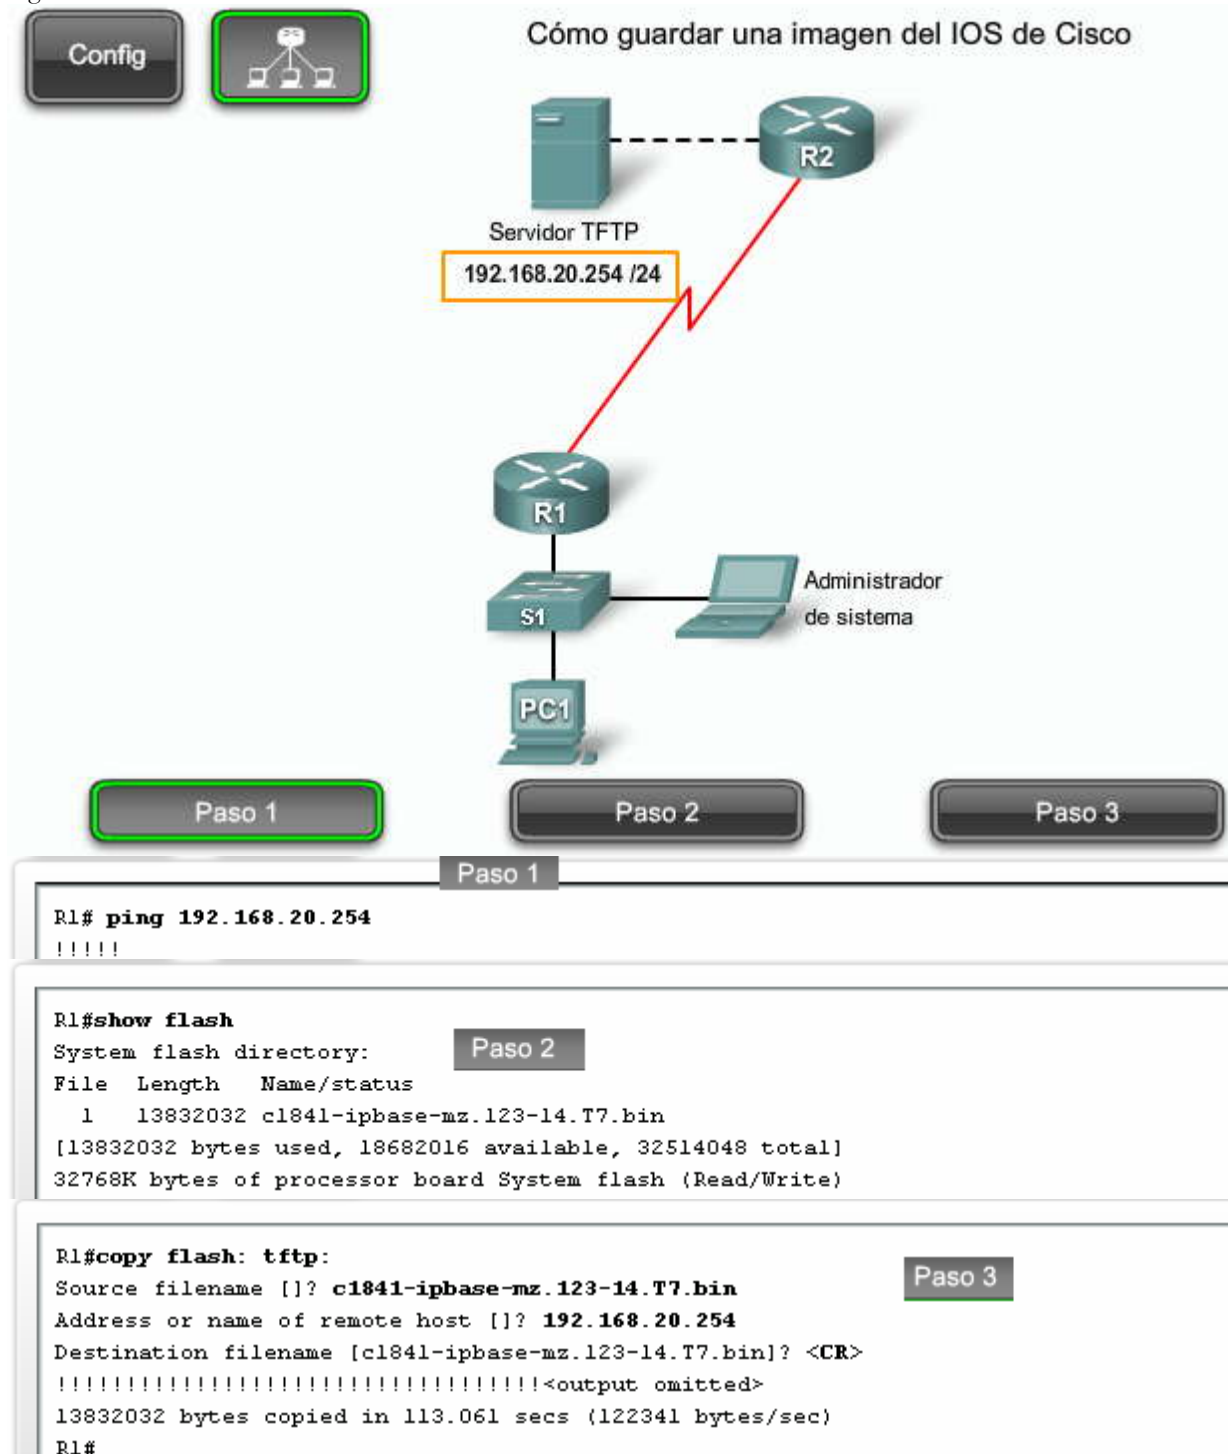 Config
Cómo guardar una imagen del IOS de Cisco
R2
Servidor TFTP
192.168.20.254 /24
R1
Administrador
de sistema
S1
PC1
Paso 1
Paso 2
Paso 3
Paso 1
R1# ping 192.168.20.254
!!!!!
R1#show flash
System flash directory:
Paso 2
File Length Name/status
1 13832032 c1841-ipbase-mz.123-14.T7.bin
[13832032 bytes used, 18682016 available, 32514048 total]
32768K bytes of processor board System flash (Read/Write)
R1#copy flash: tftp:
Paso 3
Source filename []? c1841-ipbase-mz.123-14.T7.bin
Address or name of remote host []? 192.168.20.254
Destination filename [c1841-ipbase-mz.123-14.T7.bin]? <CR>
!!!!!!!!!!!!!!!!!!!!!!!!!!!!!!!!!!!<output omitted>
13832032 bytes copied in 113.061 secs (122341 bytes/sec)
R1#